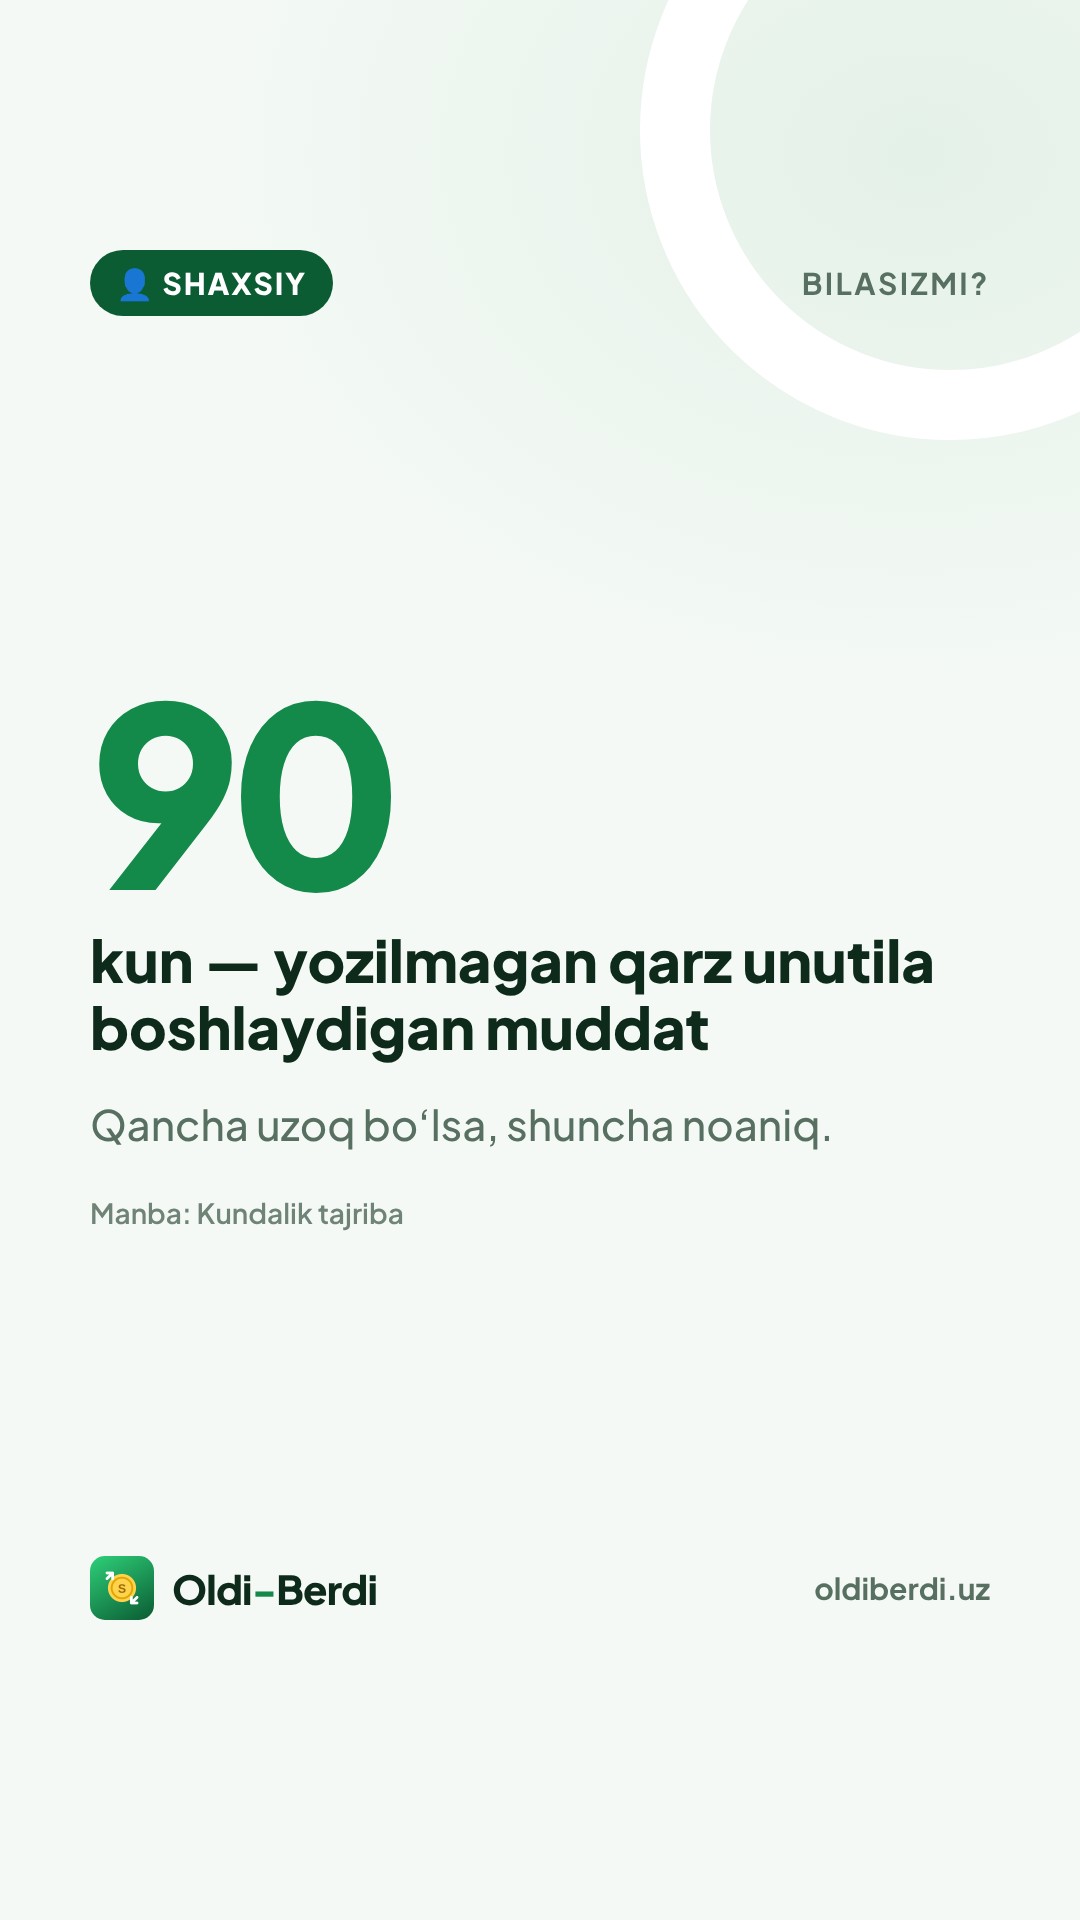 👤 SHAXSIY
BILASIZMI?
90
kun — yozilmagan qarz unutila
boshlaydigan muddat
Qancha uzoq bo‘lsa, shuncha noaniq.
Manba: Kundalik tajriba
S
Oldi-Berdi
oldiberdi.uz